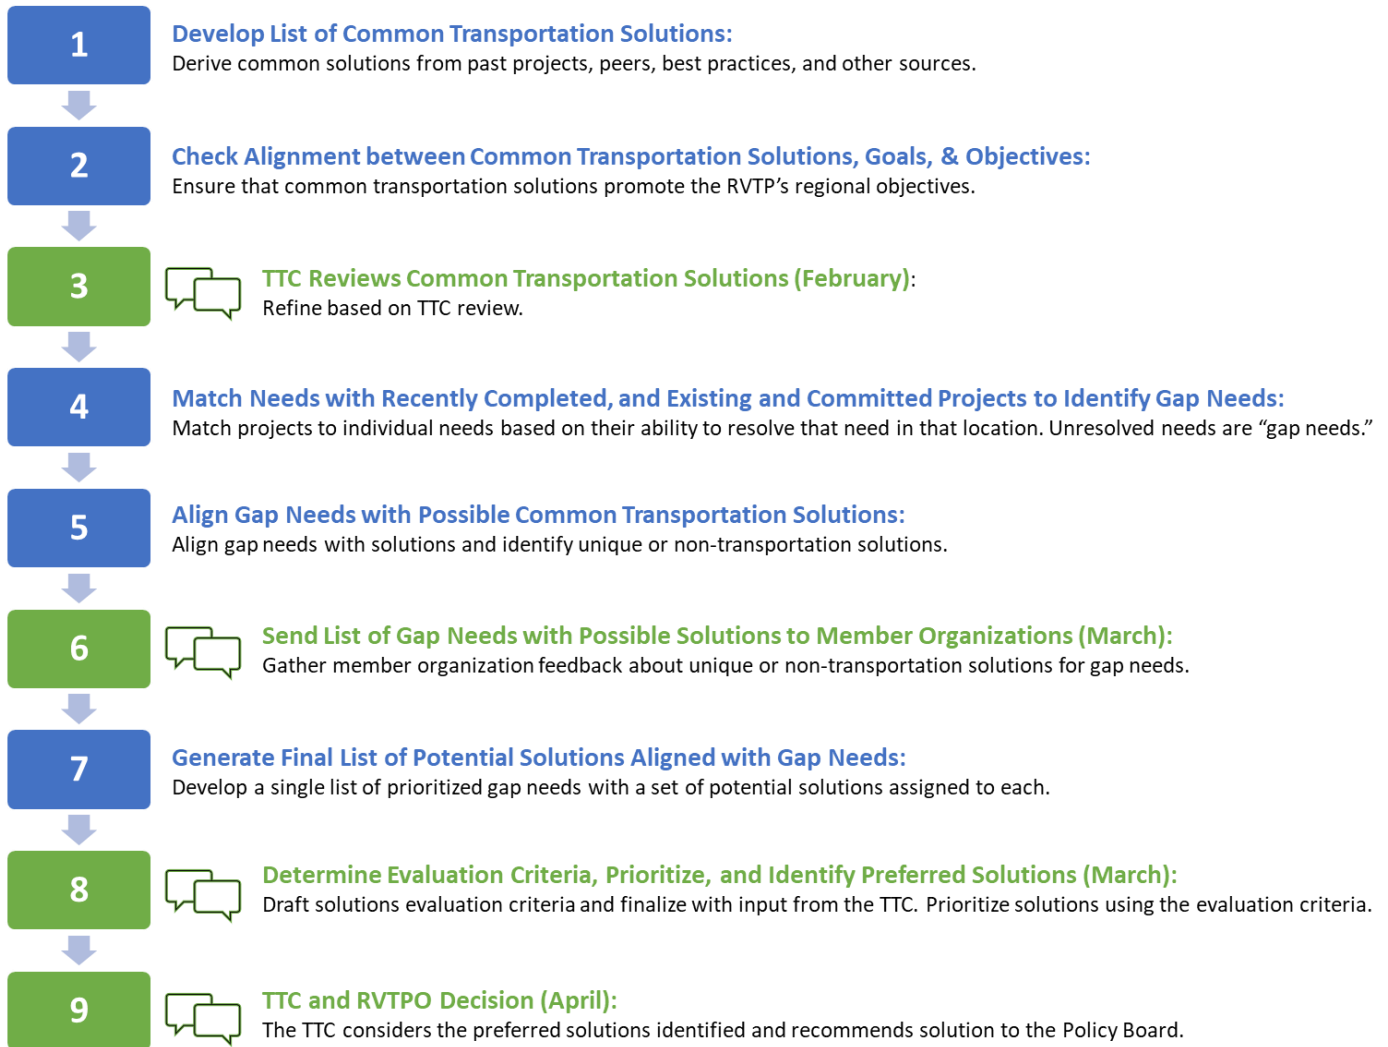 1
Develop List of Common Transportation Solutions:
Derive common solutions from past projects, peers, best practices, and other sources.
2
Check Alignment between Common Transportation Solutions, Goals, & Objectives:
Ensure that common transportation solutions promote the RVTP's regional objectives.
3
TTC Reviews Common Transportation Solutions (February):
Refine based on TTC review.
4
Match Needs with Recently Completed, and Existing and Committed Projects to Identify Gap Needs:
Match projects to individual needs based on their ability to resolve that need in that location. Unresolved needs are “gap needs.”
5
Align Gap Needs with Possible Common Transportation Solutions:
Align gap needs with solutions and identify unique or non-transportation solutions.
6
Send List of Gap Needs with Possible Solutions to Member Organizations (March):
Gather member organization feedback about unique or non-transportation solutions for gap needs.
7
Generate Final List of Potential Solutions Aligned with Gap Needs:
Develop a single list of prioritized gap needs with a set of potential solutions assigned to each.
8
Determine Evaluation Criteria, Prioritize, and Identify Preferred Solutions (March):
Draft solutions evaluation criteria and finalize with input from the TTC. Prioritize solutions using the evaluation criteria.
9
TTC and RVTPO Decision (April):
The TTC considers the preferred solutions identified and recommends solution to the Policy Board.